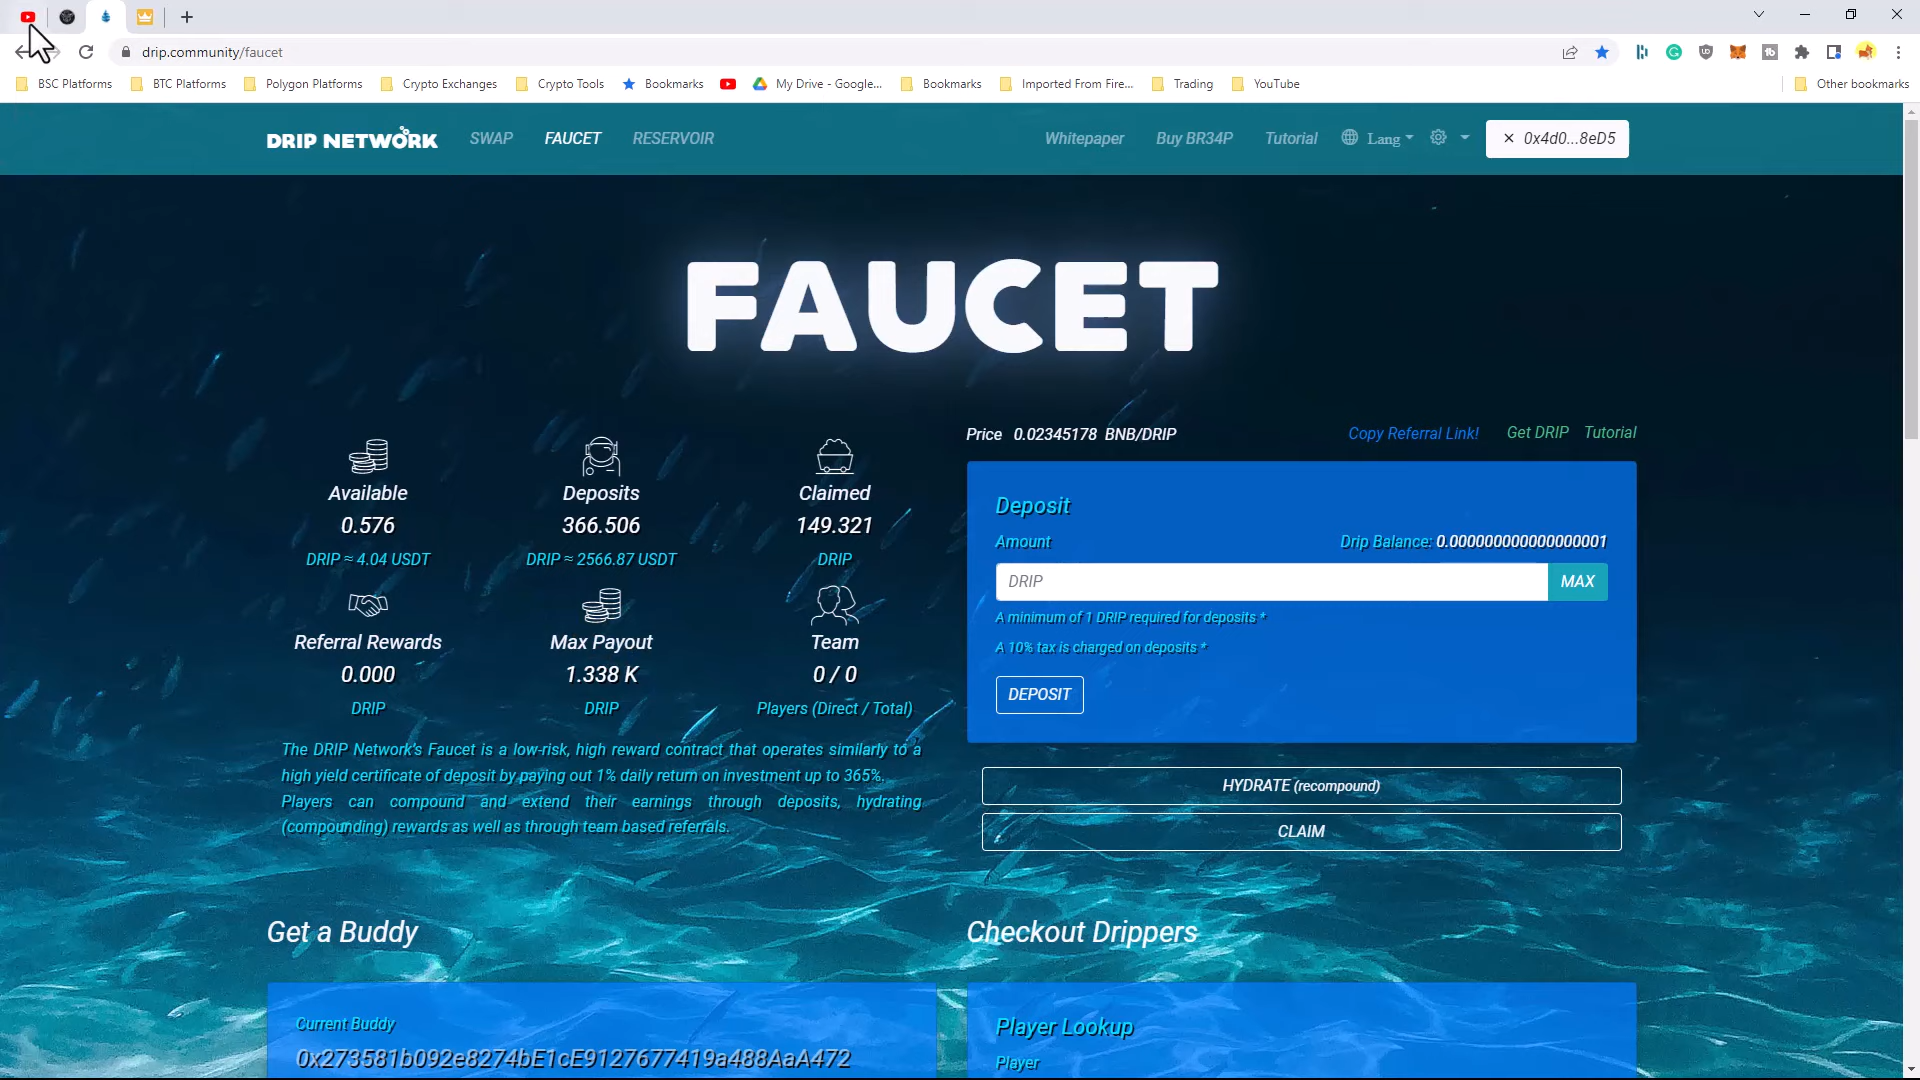 drip.community/faucet
BSC Platforms BTC Platforms Polygon Platforms Crypto Exchanges Crypto Tools Bookmarks My Drive - Google... Bookmarks Imported From Fire... Trading YouTube Other bookmarks
DRIP NETWORK SWAP FAUCET RESERVOIR Whitepaper Buy BR34P Tutorial Lang × 0x4d0...8eD5
FAUCET
Price 0.02345178 BNB/DRIP Copy Referral Link! Get DRIP Tutorial
Available Deposits Claimed
0.576 366.506 149.321
DRIP ≈ 4.04 USDT DRIP ≈ 2566.87 USDT DRIP
Referral Rewards Max Payout Team
0.000 1.338 K 0 / 0
DRIP DRIP Players (Direct / Total)
The DRIP Network's Faucet is a low-risk, high reward contract that operates similarly to a
high yield certificate of deposit by paying out 1% daily return on investment up to 365%.
Players can compound and extend their earnings through deposits, hydrating
(compounding) rewards as well as through team based referrals.
Deposit
Amount Drip Balance: 0.000000000000000001
DRIP MAX
A minimum of 1 DRIP required for deposits *
A 10% tax is charged on deposits *
DEPOSIT
HYDRATE (recompound)
CLAIM
Get a Buddy
Current Buddy
0x273581b092e8274bE1cE9127677419a488AaA472
Checkout Drippers
Player Lookup
Player